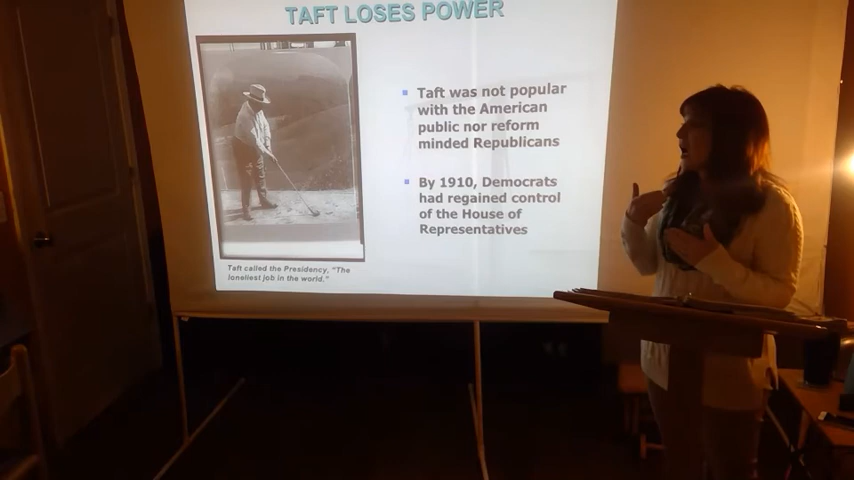 TAFT LOSES POWER
Taft was not popular
with the American
public nor reform
minded Republicans
By 1910, Democrats
had regained control
of the House of
Representatives
Taft called the Presidency, "The
loneliest job in the world."